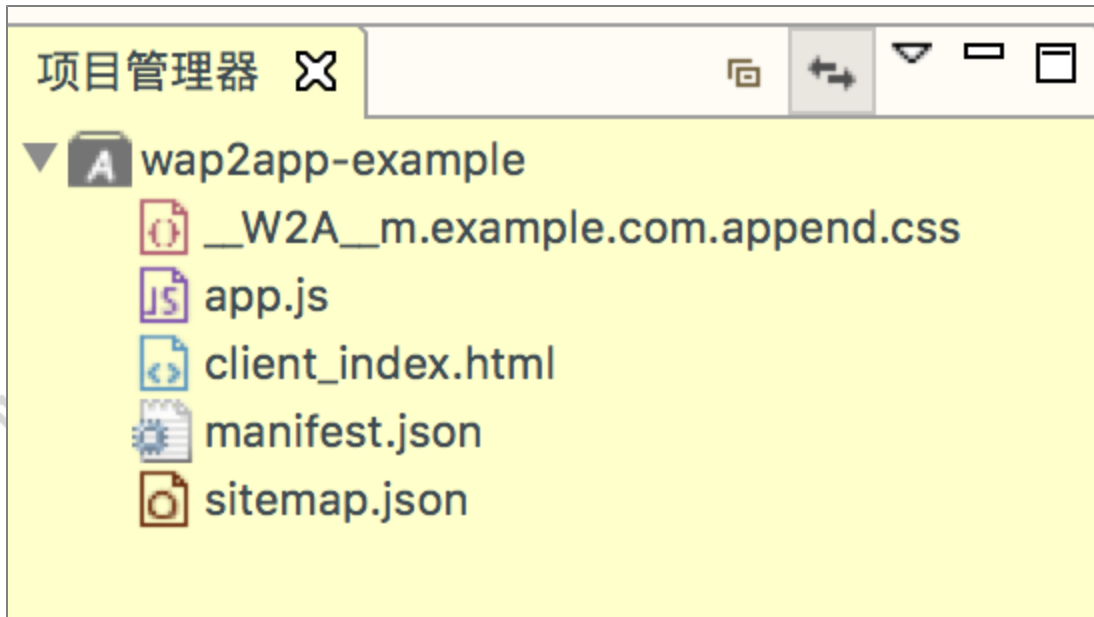 项目管理器
wap2app-example
__W2A__m.example.com.append.css
app.js
client_index.html
manifest.json
sitemap.json